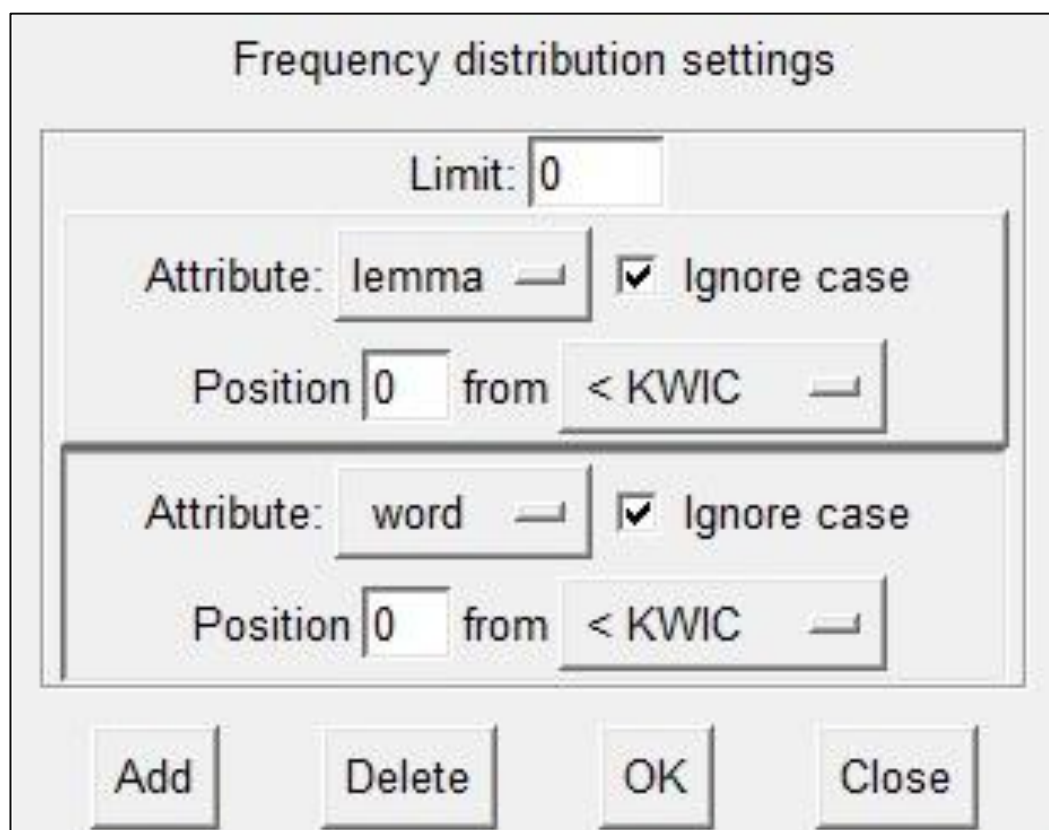 Frequency distribution settings
Limit: 0
Attribute: lemma Ignore case
Position 0 from < KWIC
Attribute: word Ignore case
Position 0 from < KWIC
Add Delete OK Close